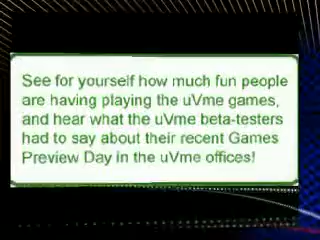 See for yourself how much fun people
are having playing the uVme games,
and hear what the uVme beta-testers
had to say about their recent Games
Preview Day in the uVme offices!